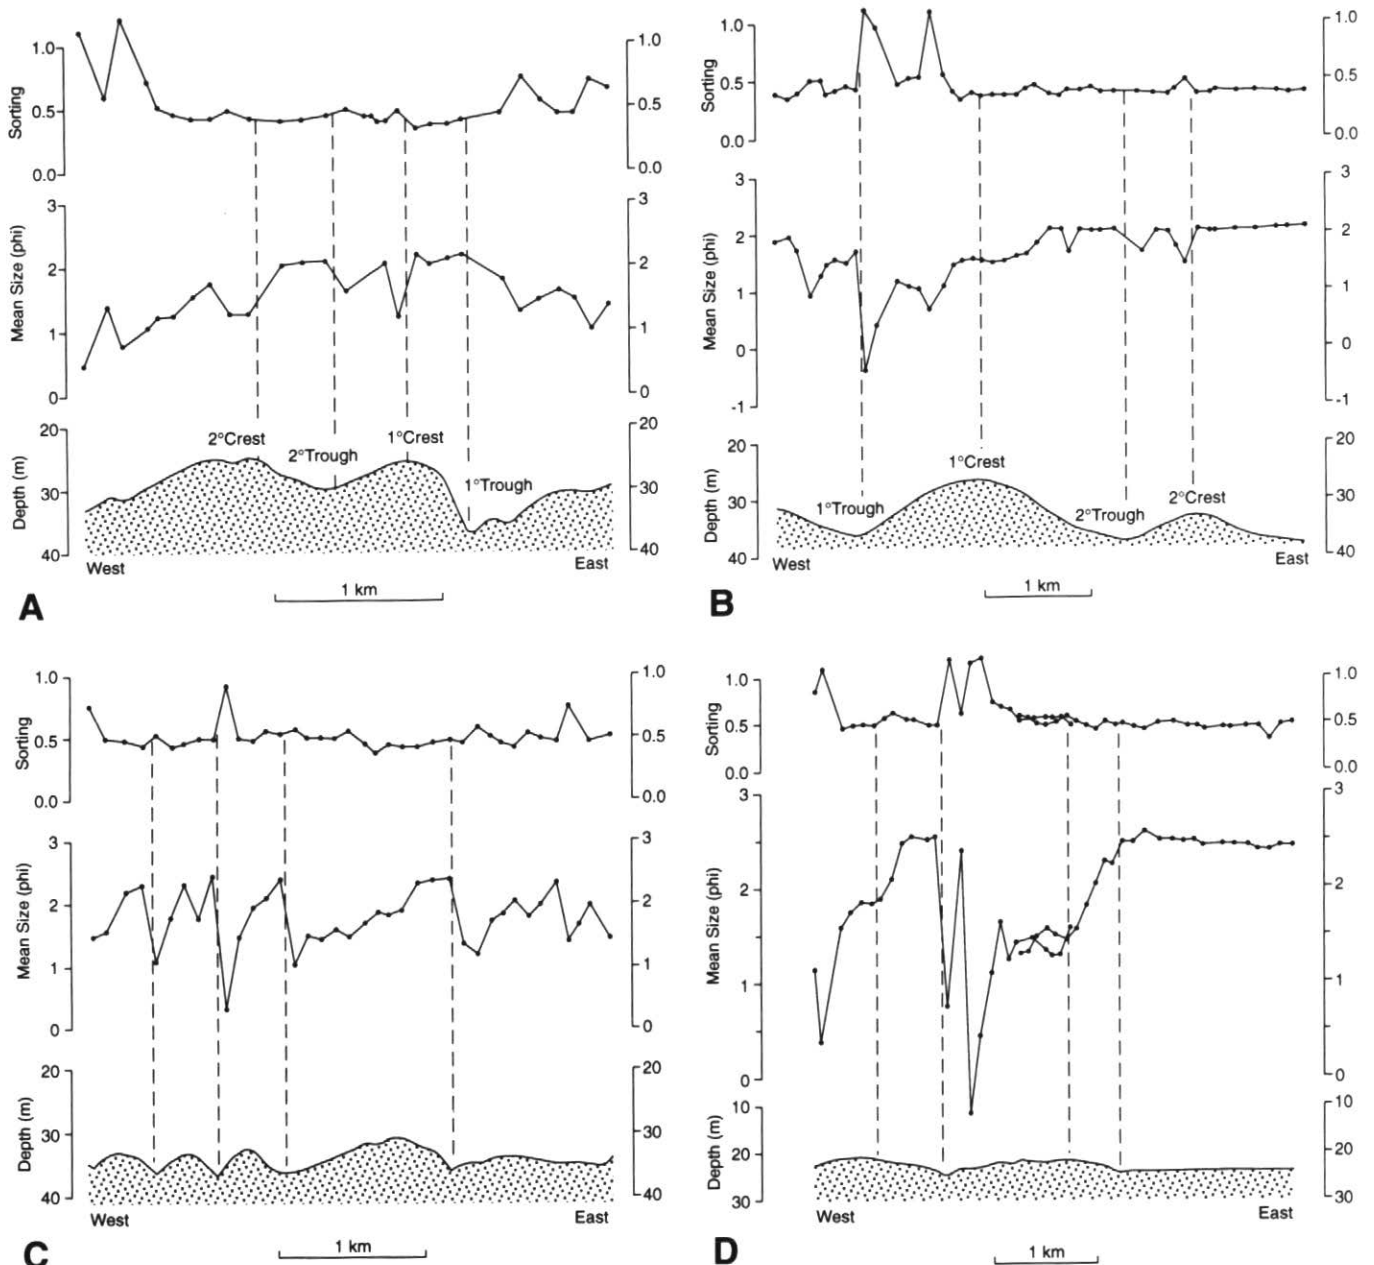 1.0 1.0
Sorting
0.5 0.5
0.0 0.0
3 3
Mean Size (phi)
2 2
1 1
0 0
20 20
2°Crest 1°Crest
2°Trough
Depth (m)
30 30
1°Trough
40 40
West East
1 km
A
1.0 1.0
Sorting
0.5 0.5
0.0 0.0
3 3
2 2
Mean Size (phi)
1 1
0 0
-1 -1
20 20
1°Crest
Depth (m)
30 30
1°Trough 2°Trough 2°Crest
40 40
West East
1 km
B
1.0 1.0
Sorting
0.5 0.5
0.0 0.0
3 3
Mean Size (phi)
2 2
1 1
0 0
20 20
Depth (m)
30 30
40 40
West East
1 km
C
1.0 1.0
Sorting
0.5 0.5
0.0 0.0
3 3
2 2
Mean Size (phi)
1 1
0 0
10 10
Depth (m)
20 20
30 30
West East
1 km
D